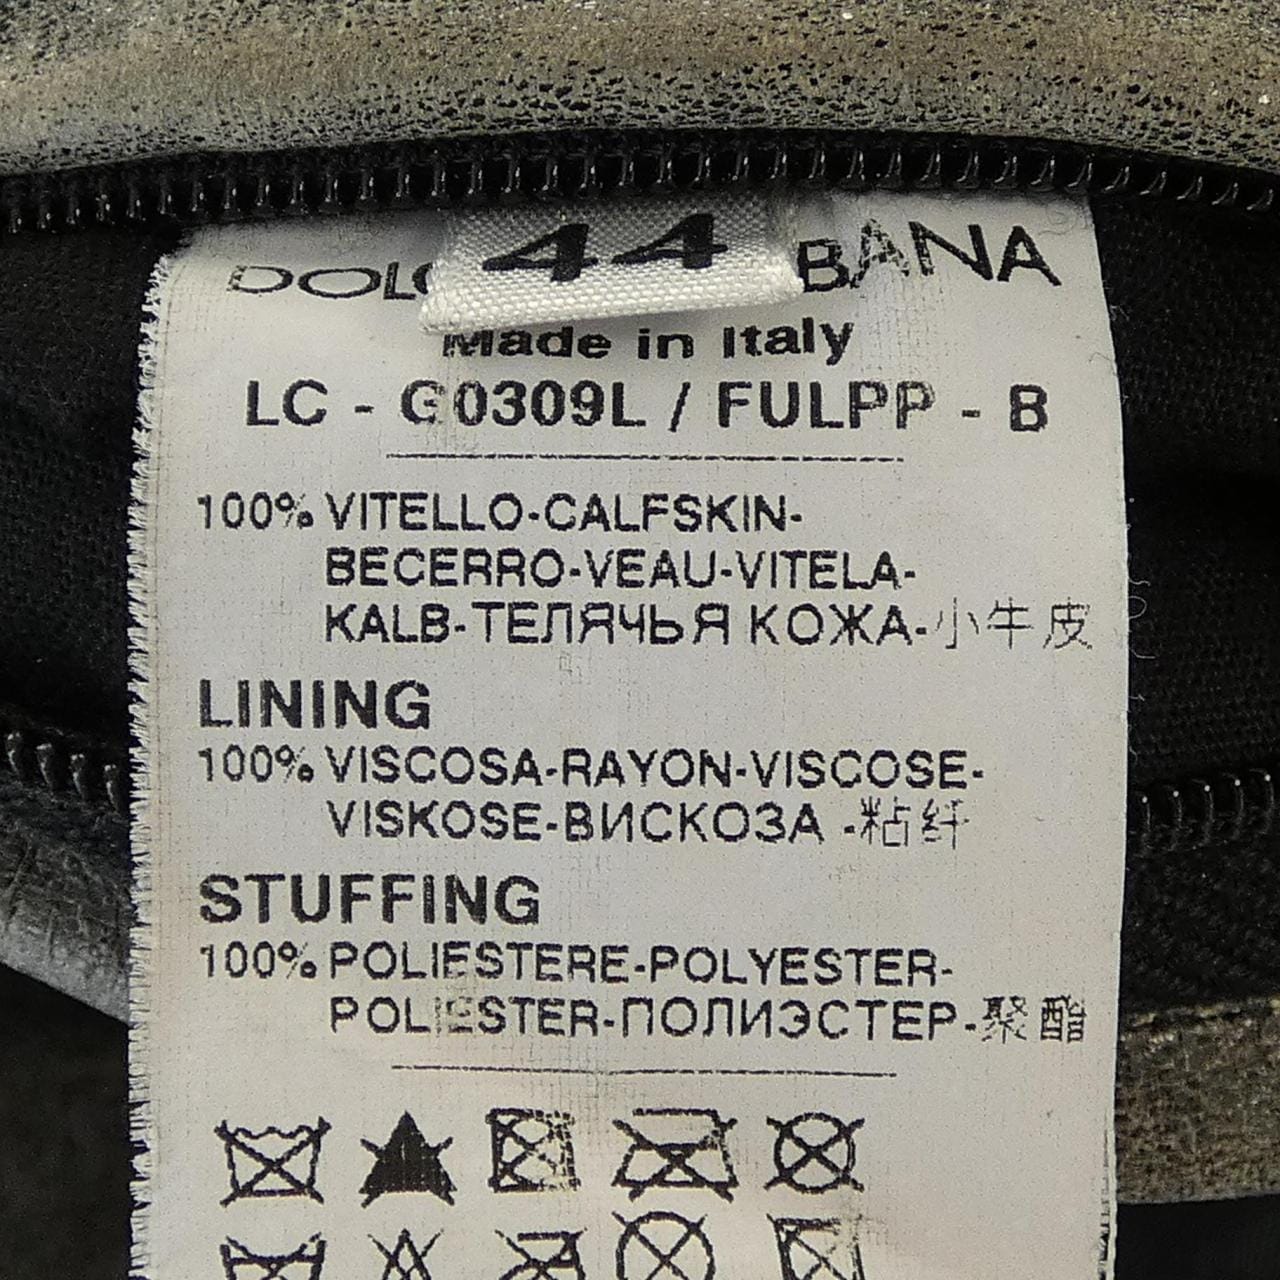 44
DOLC BANA
Made in Italy
LC - G0309L / FULPP - B
100% VITELLO-CALFSKIN-
BECERRO-VEAU-VITELA-
KALB-ТЕЛЯЧЬЯ КОЖА-小牛皮
LINING
100% VISCOSA-RAYON-VISCOSE-
VISKOSE-ВИСКОЗА -粘纤
STUFFING
100% POLIESTERE-POLYESTER-
POLIESTER-ПОЛИЭСТЕР-聚酯